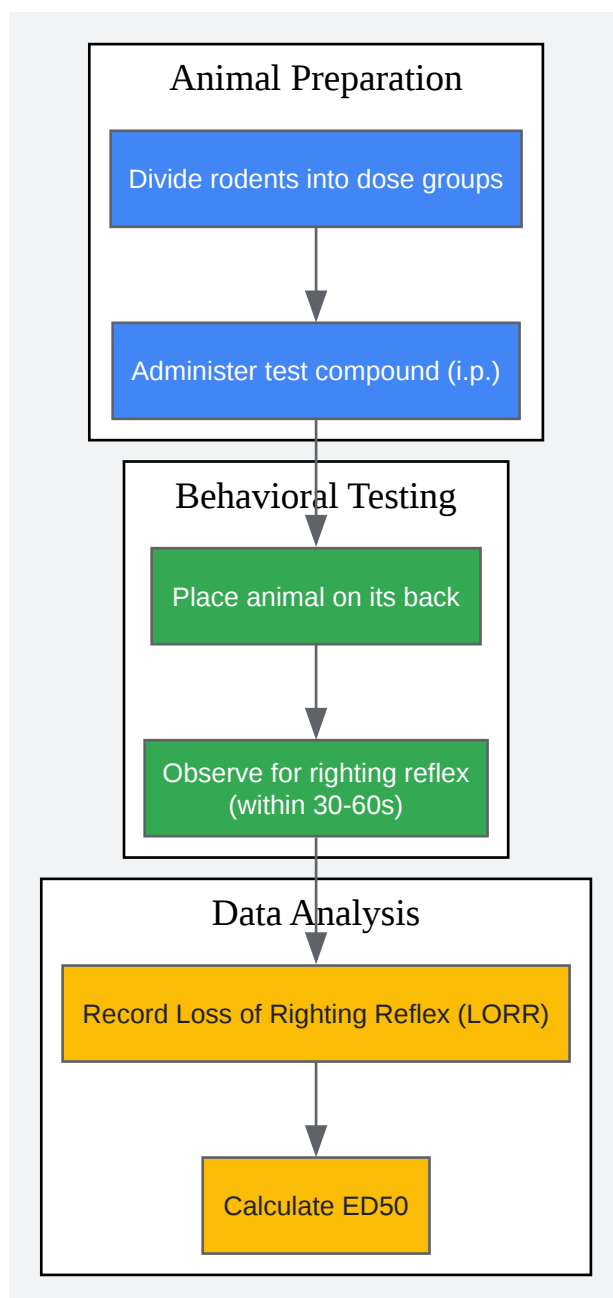 Animal Preparation
Divide rodents into dose groups
Administer test compound (i.p.)
Behavioral Testing
Place animal on its back
Observe for righting reflex
(within 30-60s)
Data Analysis
Record Loss of Righting Reflex (LORR)
Calculate ED50